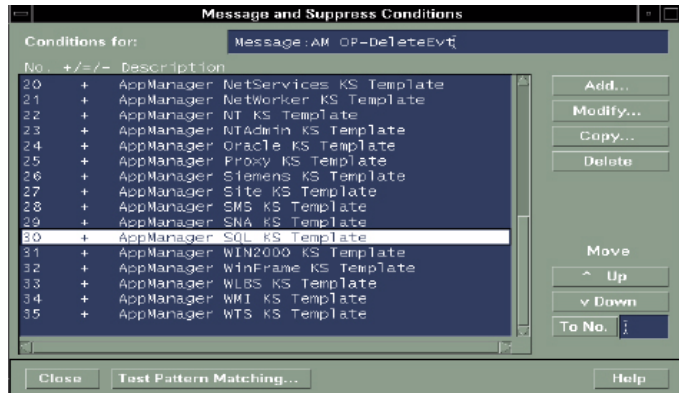 Message and Suppress Conditions
Conditions for: Message:AM OP-DeleteEvt
No. +/=/- Description
20 + AppManager NetServices KS Template
21 + AppManager NetWorker KS Template
22 + AppManager NT KS Template
23 + AppManager NTAdmin KS Template
24 + AppManager Oracle KS Template
25 + AppManager Proxy KS Template
26 + AppManager Siemens KS Template
27 + AppManager Site KS Template
28 + AppManager SMS KS Template
29 + AppManager SNA KS Template
30 + AppManager SQL KS Template
31 + AppManager WIN2000 KS Template
32 + AppManager WinFrame KS Template
33 + AppManager WLBS KS Template
34 + AppManager WMI KS Template
35 + AppManager WTS KS Template
Add...
Modify...
Copy...
Delete
Move
^ Up
v Down
To No.
Close Test Pattern Matching... Help